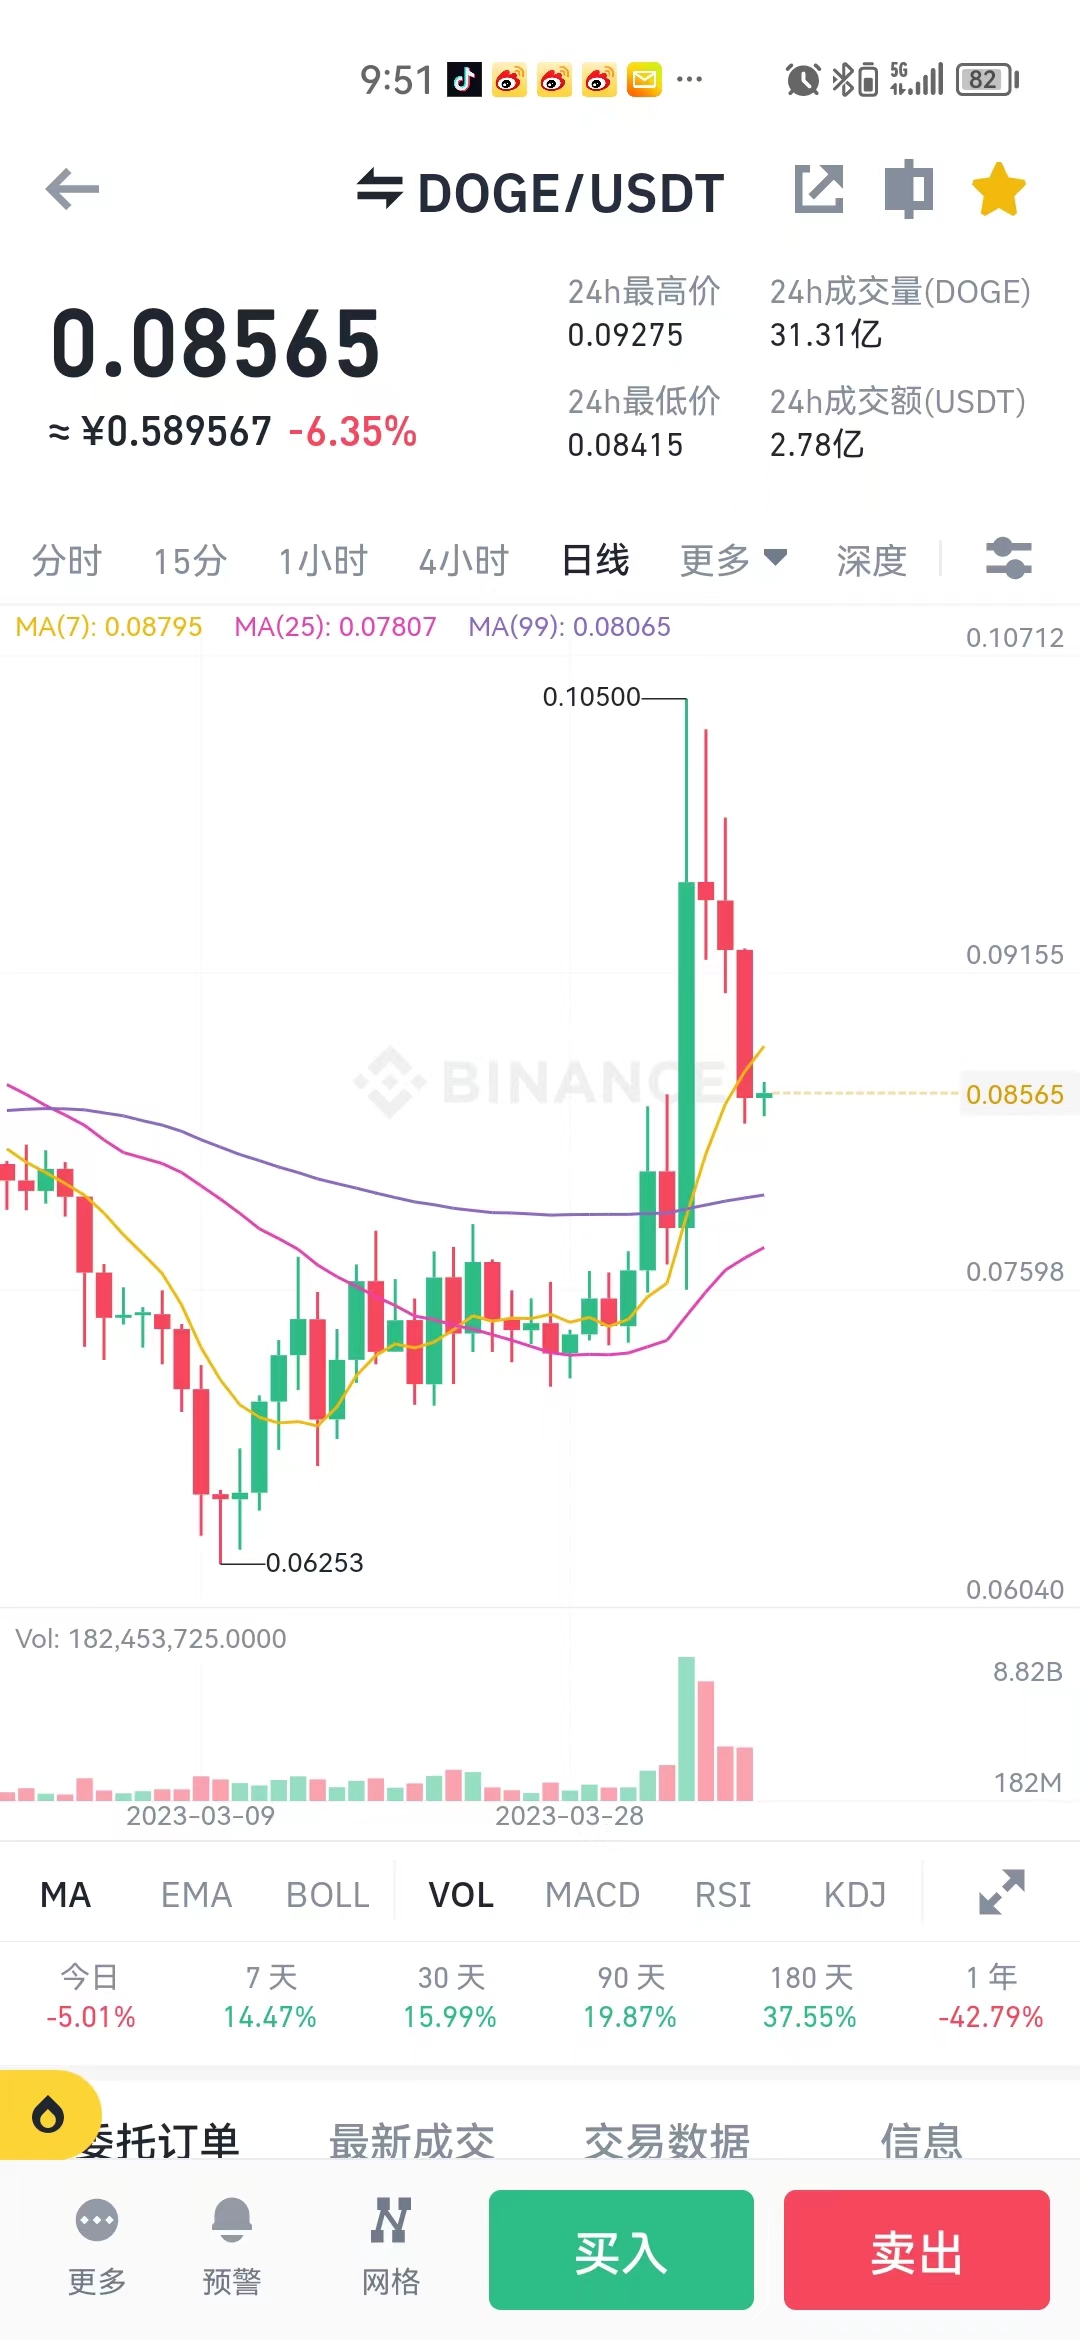 9:51 ··· 5G 82
DOGE/USDT
0.08565
≈ ¥0.589567 -6.35%
24h最高价 24h成交量(DOGE)
0.09275 31.31亿
24h最低价 24h成交额(USDT)
0.08415 2.78亿
分时 15分 1小时 4小时 日线 更多 深度
MA(7): 0.08795 MA(25): 0.07807 MA(99): 0.08065
0.10712
0.10500
0.09155
BINANCE
0.08565
0.07598
0.06253
0.06040
Vol: 182,453,725.0000
8.82B
182M
2023-03-09 2023-03-28
MA EMA BOLL VOL MACD RSI KDJ
今日 7 天 30 天 90 天 180 天 1 年
-5.01% 14.47% 15.99% 19.87% 37.55% -42.79%
委托订单 最新成交 交易数据 信息
更多 预警 网格 买入 卖出